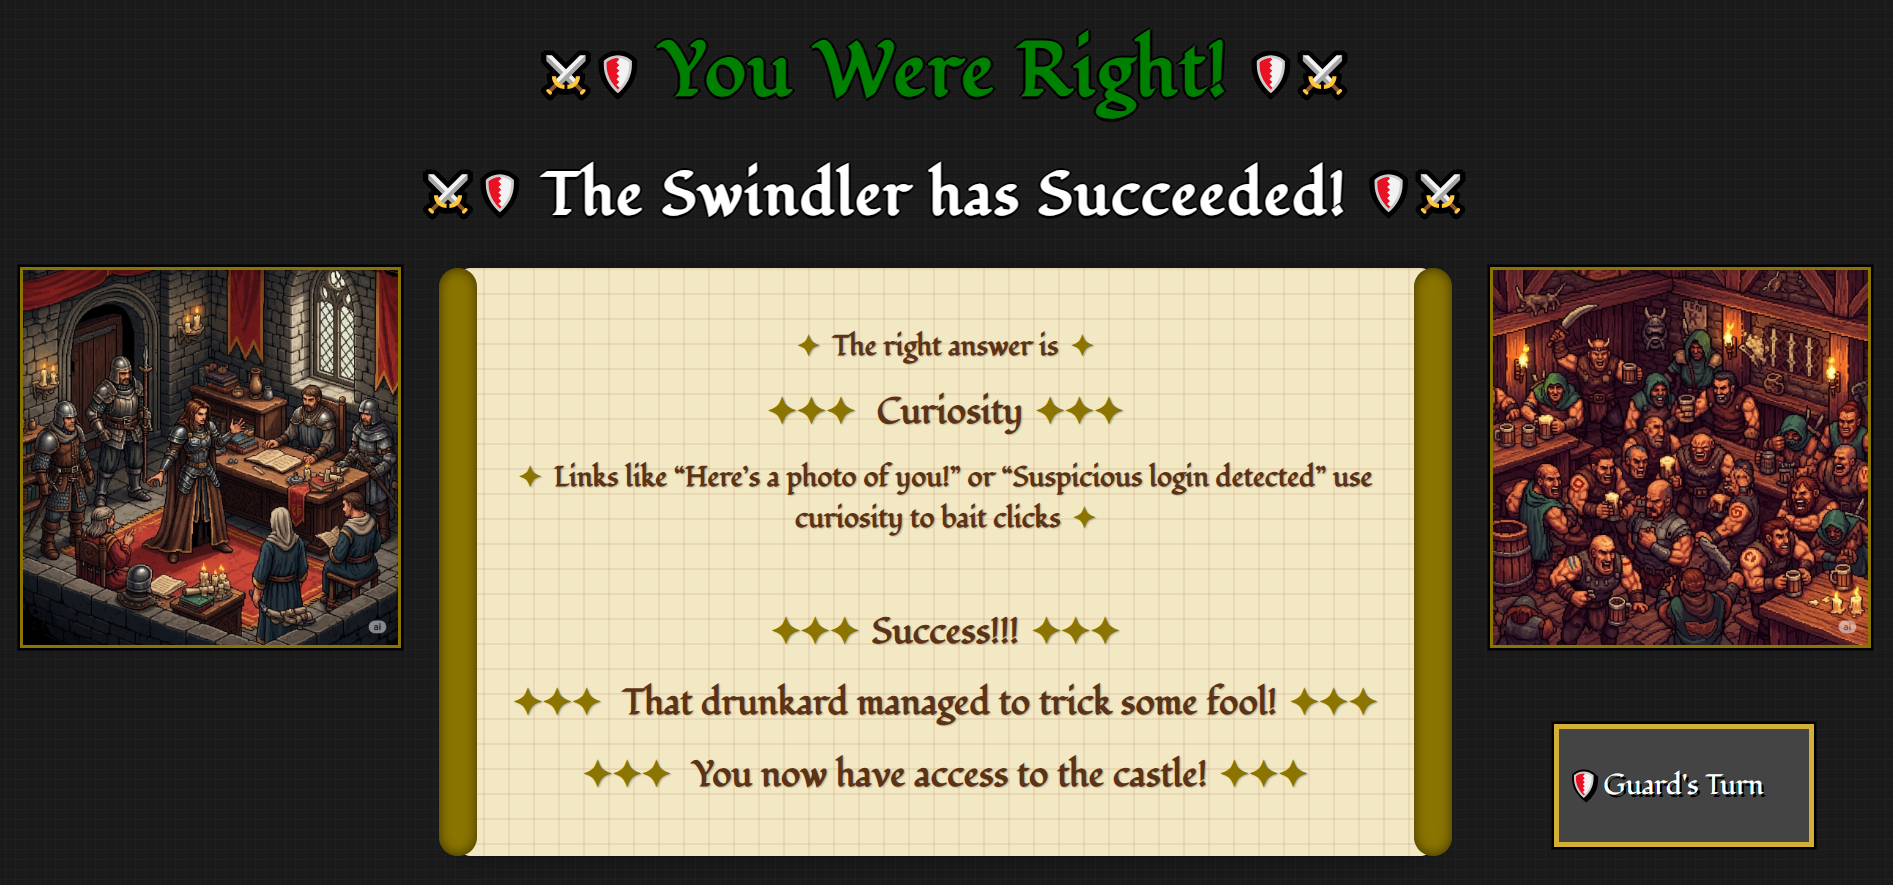 You Were Right!
The Swindler has Succeeded!
The right answer is
Curiosity
Links like “Here’s a photo of you!” or “Suspicious login detected” use
curiosity to bait clicks
Success!!!
That drunkard managed to trick some fool!
You now have access to the castle!
Guard's Turn
ai
ai